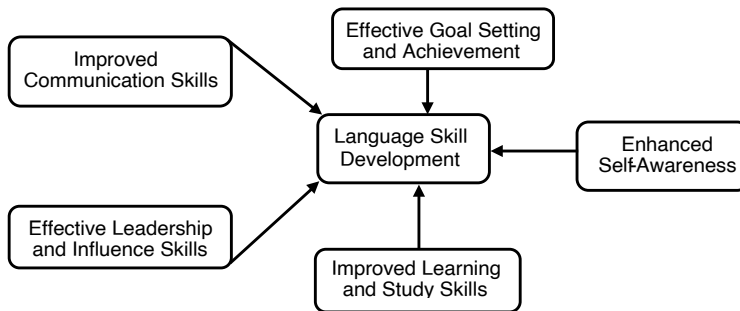 Effective Goal Setting
and Achievement
Improved
Communication Skills
Language Skill
Development
Enhanced
Self-Awareness
Effective Leadership
and Influence Skills
Improved Learning
and Study Skills